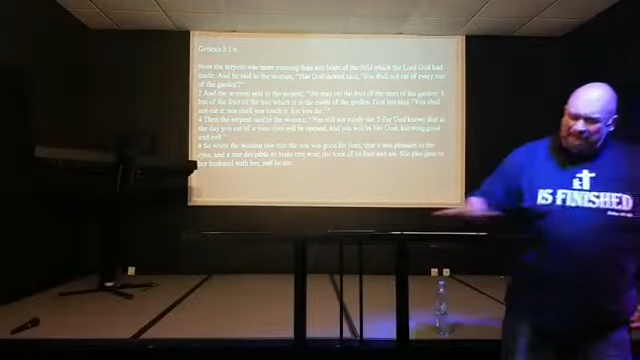 Genesis 3:1-6
Now the serpent was more cunning than any beast of the field which the Lord God had
made. And he said to the woman, "Has God indeed said, 'You shall not eat of every tree
of the garden'?"
2 And the woman said to the serpent, "We may eat the fruit of the trees of the garden; 3
but of the fruit of the tree which is in the midst of the garden, God has said, 'You shall
not eat it, nor shall you touch it, lest you die.'"
4 Then the serpent said to the woman, "You will not surely die. 5 For God knows that in
the day you eat of it your eyes will be opened, and you will be like God, knowing good
and evil."
6 So when the woman saw that the tree was good for food, that it was pleasant to the
eyes, and a tree desirable to make one wise, she took of its fruit and ate. She also gave to
her husband with her, and he ate.
IS FINISHED